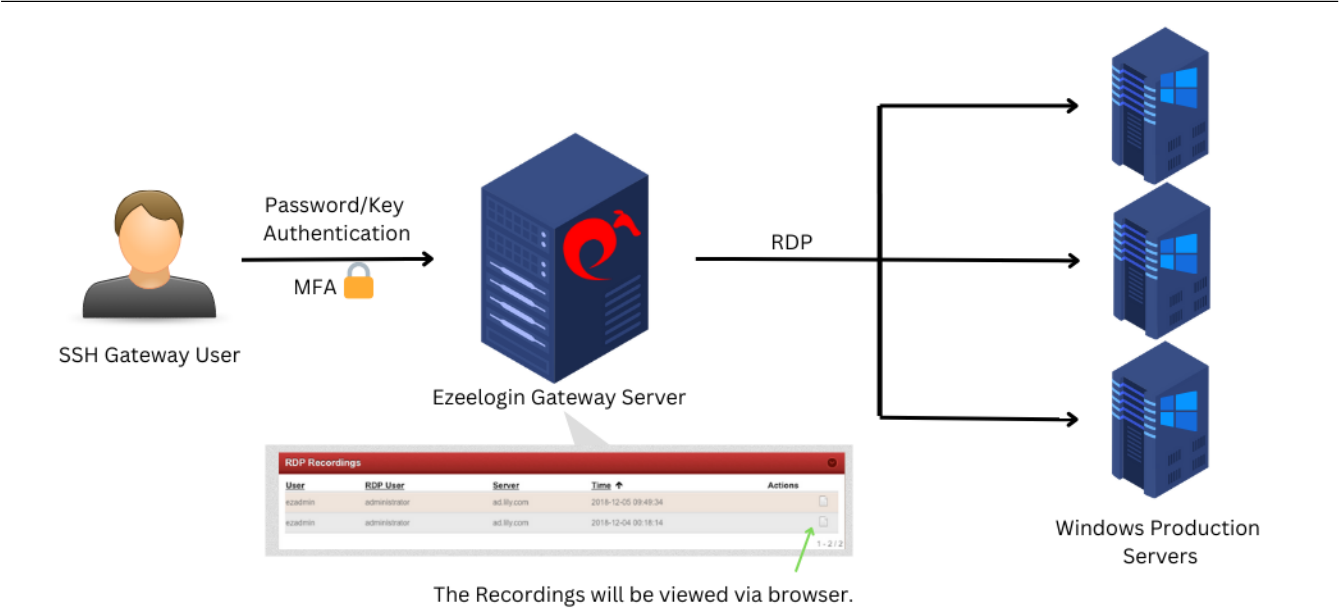 Password/Key
Authentication
MFA
RDP
SSH Gateway User
Ezeelogin Gateway Server
RDP Recordings
User RDP User Server Time ↑ Actions
ezadmin administrator ad.lily.com 2018-12-05 09:49:34
ezadmin administrator ad.lily.com 2018-12-04 00:18:14
1 - 2 / 2
Windows Production
Servers
The Recordings will be viewed via browser.